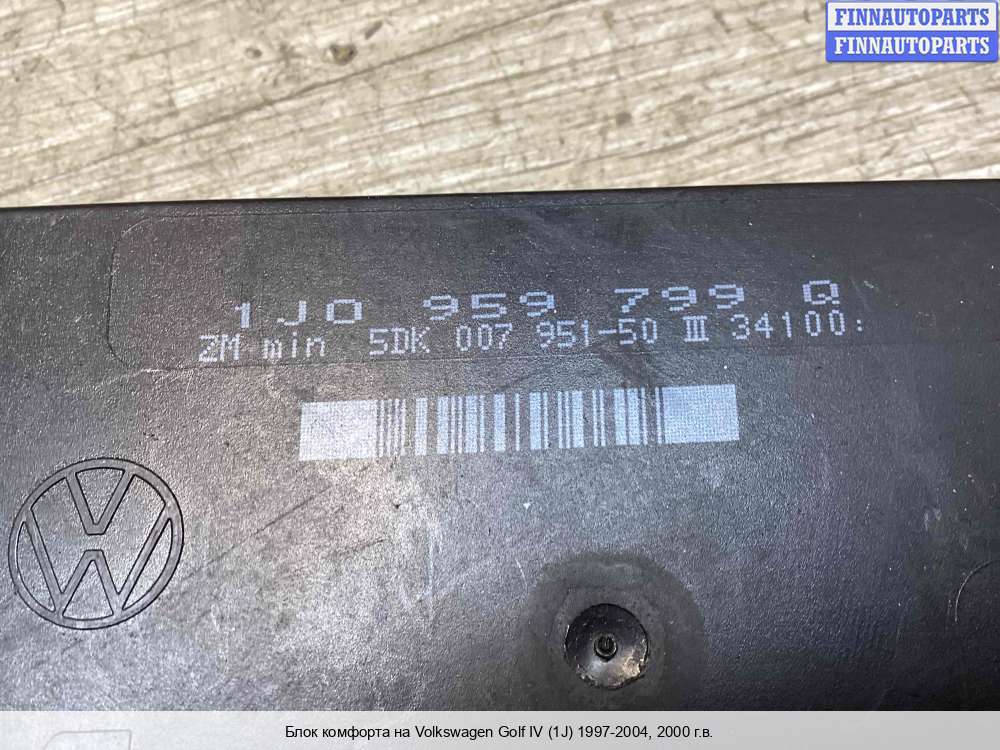 FINNAUTOPARTS
FINNAUTOPARTS
1J0 959 799 Q
ZM min 5DK 007 951-50 III 34100:
Блок комфорта на Volkswagen Golf IV (1J) 1997-2004, 2000 г.в.